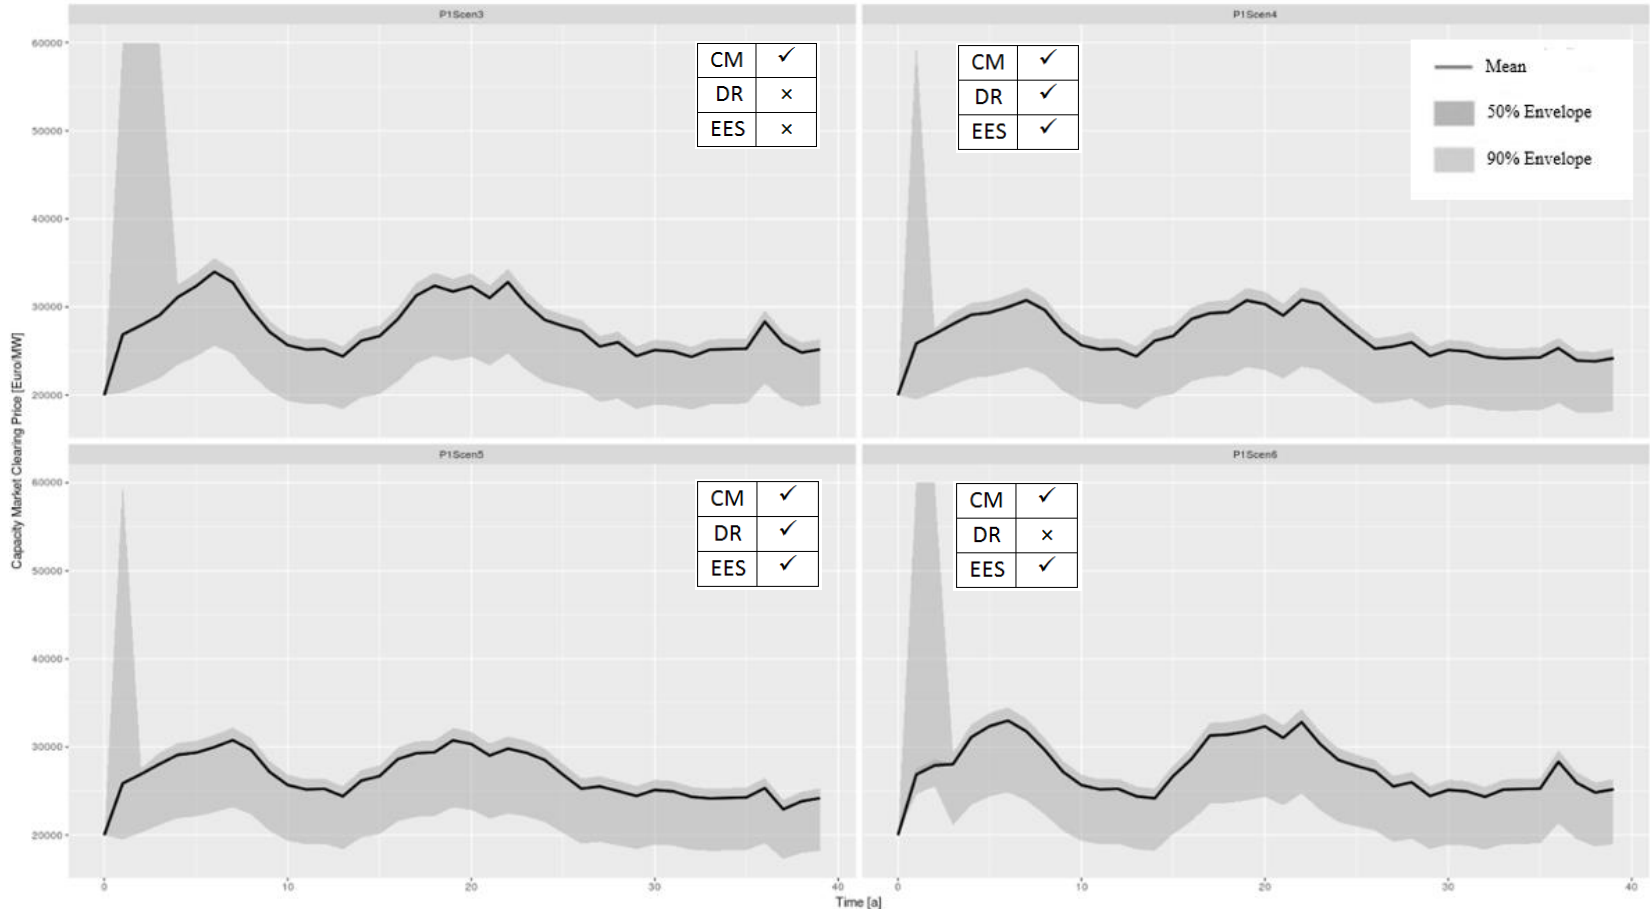 P1Scen3
P1Scen4
60000
50000
40000
30000
20000
CM ✓
DR ×
EES ×
CM ✓
DR ✓
EES ✓
Mean
50% Envelope
90% Envelope
Capacity Market Clearing Price [Euro/MW]
P1Scen5
P1Scen6
60000
50000
40000
30000
20000
CM ✓
DR ✓
EES ✓
CM ✓
DR ×
EES ✓
0 10 20 30 40
0 10 20 30 40
Time [a]